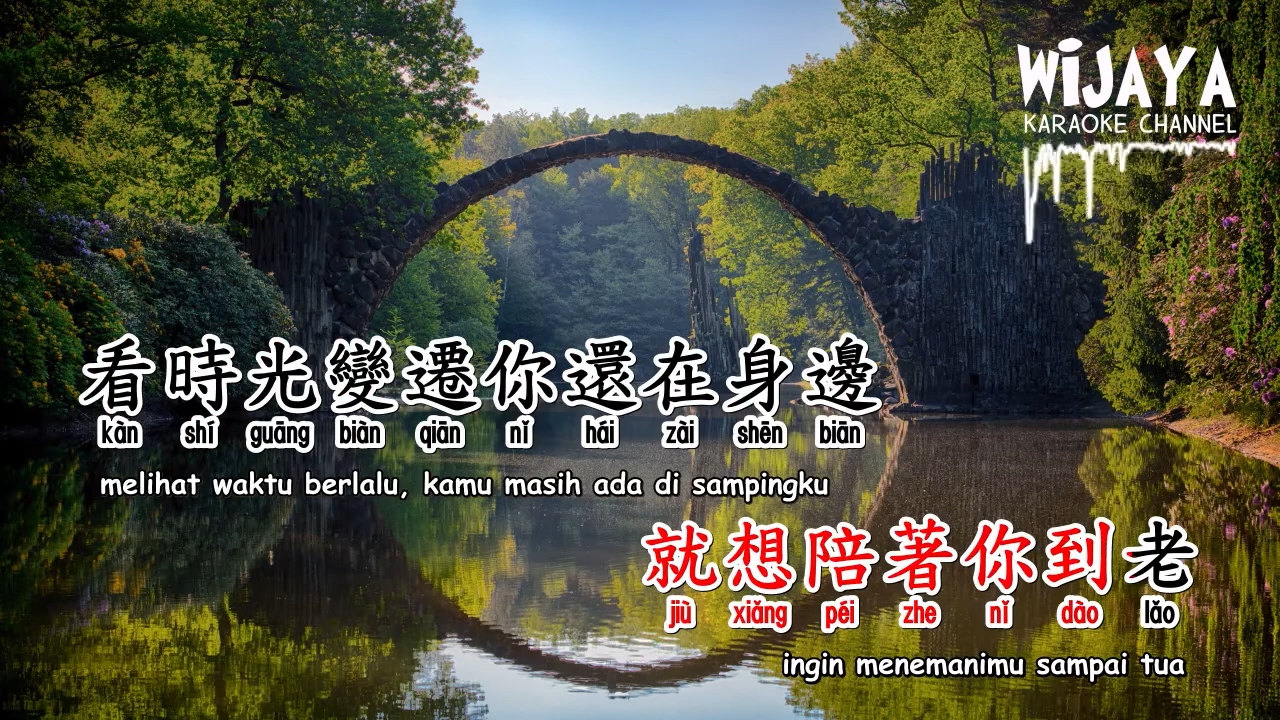 WiJAYA
KARAOKE CHANNEL
看時光變遷你還在身邊
kàn shí guāng biàn qiān nǐ hái zài shēn biān
melihat waktu berlalu, kamu masih ada di sampingku
就想陪著你到老
jiù xiǎng péi zhe nǐ dào lǎo
ingin menemanimu sampai tua